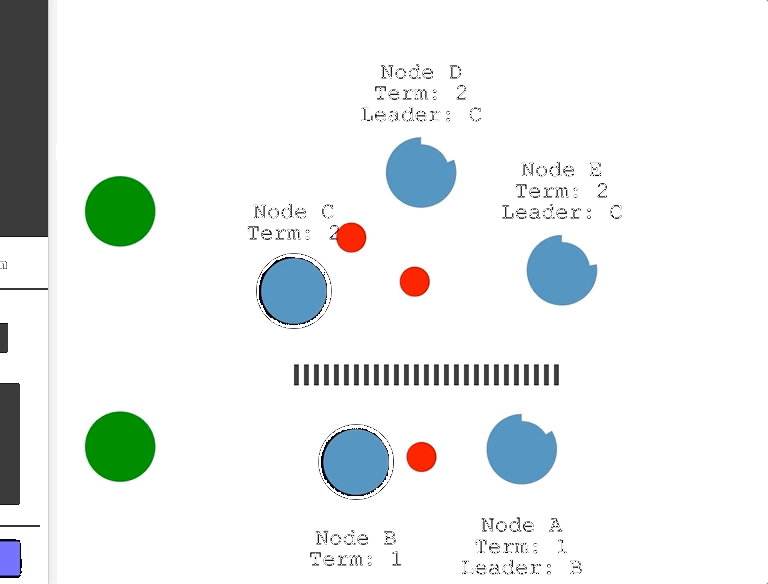 Node D
Term: 2
Leader: C
Node E
Term: 2
Leader: C
Node C
Term: 2
Node B
Term: 1
Node A
Term: 1
Leader: B